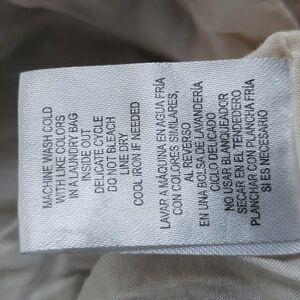 MACHINE WASH COLD
WITH LIKE COLORS
IN A LAUNDRY BAG
INSIDE OUT
DELICATE CYCLE
DO NOT BLEACH
LINE DRY
COOL IRON IF NEEDED
LAVAR A MÁQUINA EN AGUA FRÍA
CON COLORES SIMILARES,
AL REVERSO
EN UNA BOLSA DE LAVANDERÍA
CICLO DELICADO
NO USAR BLANQUEADOR
SECAR EN EL TENDEDERO
PLANCHAR CON PLANCHA FRÍA
SI ES NECESARIO